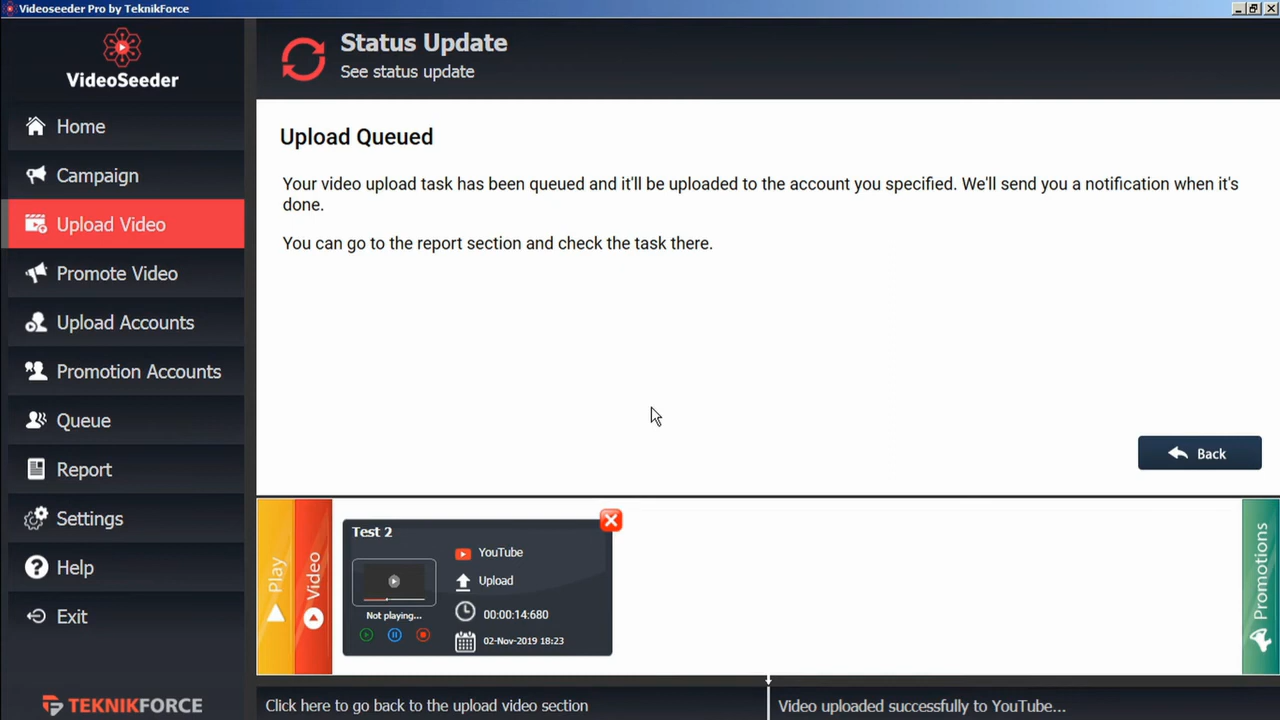 Videoseeder Pro by TeknikForce
VideoSeeder
Home
Campaign
Upload Video
Promote Video
Upload Accounts
Promotion Accounts
Queue
Report
Settings
Help
Exit
TEKNIKFORCE
Status Update
See status update
Upload Queued
Your video upload task has been queued and it'll be uploaded to the account you specified. We'll send you a notification when it's
done.
You can go to the report section and check the task there.
Back
Play
Video
Test 2
YouTube
Upload
Not playing...
00:00:14:680
02-Nov-2019 18:23
Promotions
Click here to go back to the upload video section
Video uploaded successfully to YouTube...